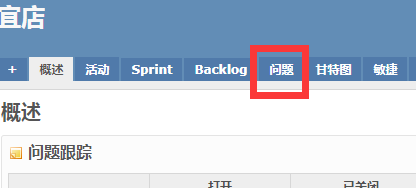 宜店
+ 概述 活动 Sprint Backlog 问题 甘特图 敏捷
概述
问题跟踪
打开 已关闭